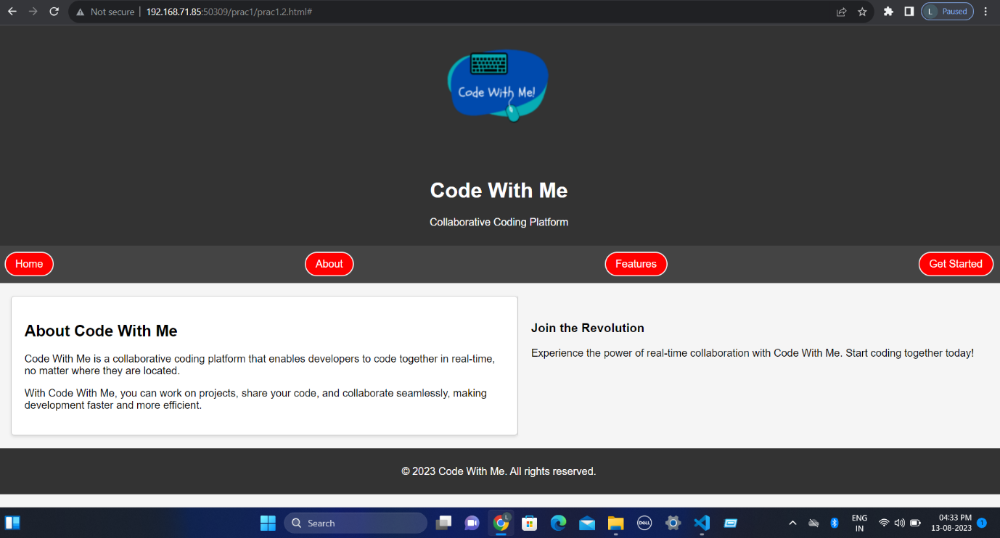 Not secure
192.168.71.85:50309/prac1/prac1.2.html#
L Paused
Code With Me!
Code With Me
Collaborative Coding Platform
Home About Features Get Started
About Code With Me
Code With Me is a collaborative coding platform that enables developers to code together in real-time,
no matter where they are located.
With Code With Me, you can work on projects, share your code, and collaborate seamlessly, making
development faster and more efficient.
Join the Revolution
Experience the power of real-time collaboration with Code With Me. Start coding together today!
© 2023 Code With Me. All rights reserved.
Search
L
DELL
ENG
IN
04:33 PM
13-08-2023
1